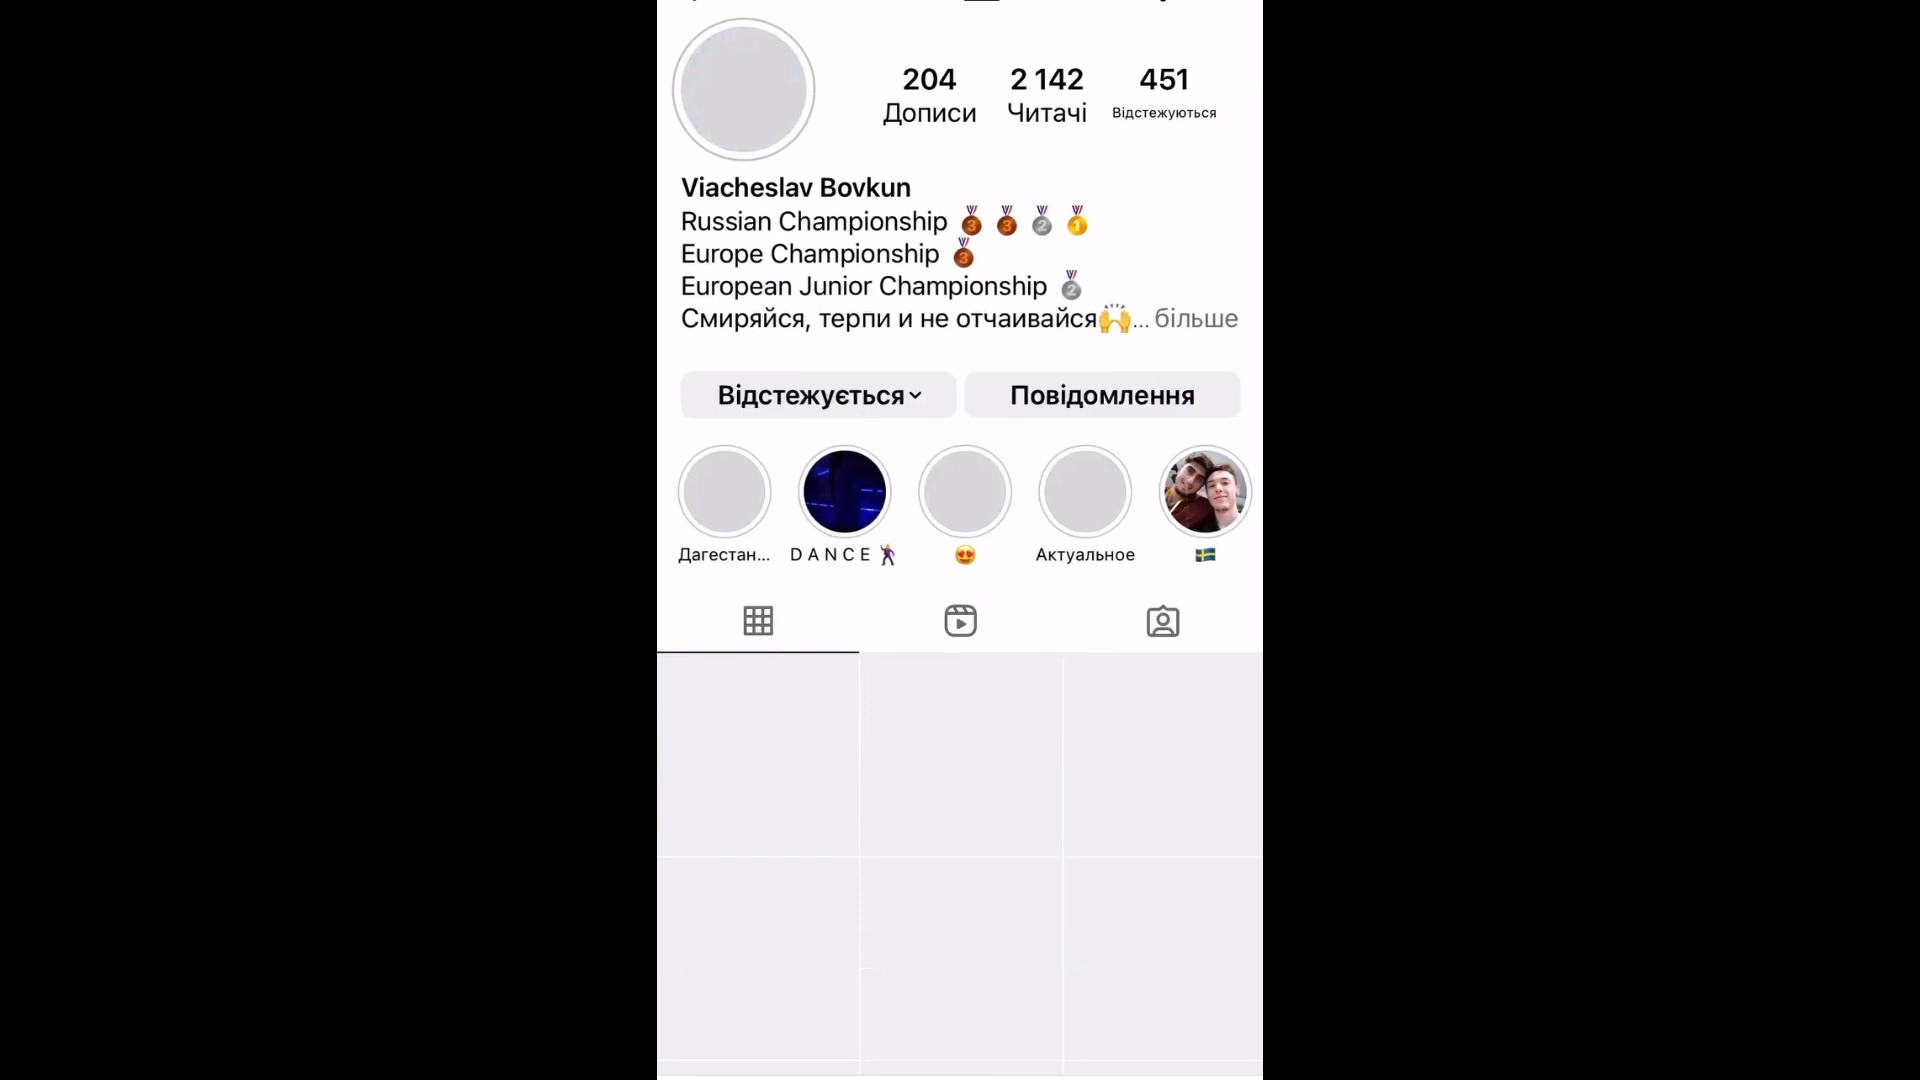 204 2 142 451
Дописи Читачі Відстежуються
Viacheslav Bovkun
Russian Championship 🥉 🥉 🥈 🥇
Europe Championship 🥉
European Junior Championship 🥈
Смиряйся, терпи и не отчаивайся🙌... більше
Відстежується Повідомлення
Дагестан... D A N C E 🕺 😍 Актуальное 🇸🇪